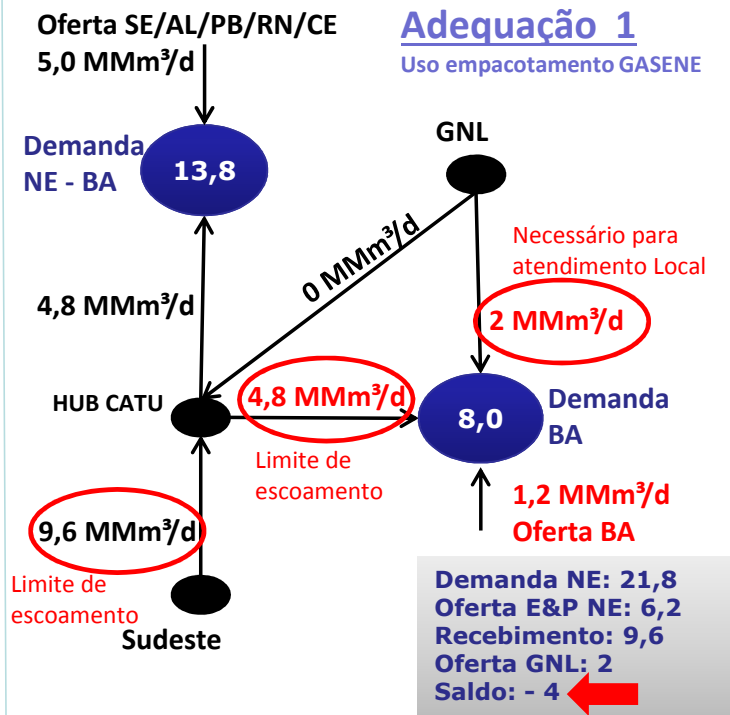 Oferta SE/AL/PB/RN/CE
5,0 MMm³/d
Adequação 1
Uso empacotamento GASENE
GNL
Demanda
NE - BA
13,8
0 MMm³/d
Necessário para
atendimento Local
4,8 MMm³/d
2 MMm³/d
HUB CATU
4,8 MMm³/d
8,0
Demanda
BA
Limite de
escoamento
9,6 MMm³/d
1,2 MMm³/d
Oferta BA
Limite de
escoamento
Sudeste
Demanda NE: 21,8
Oferta E&P NE: 6,2
Recebimento: 9,6
Oferta GNL: 2
Saldo: - 4